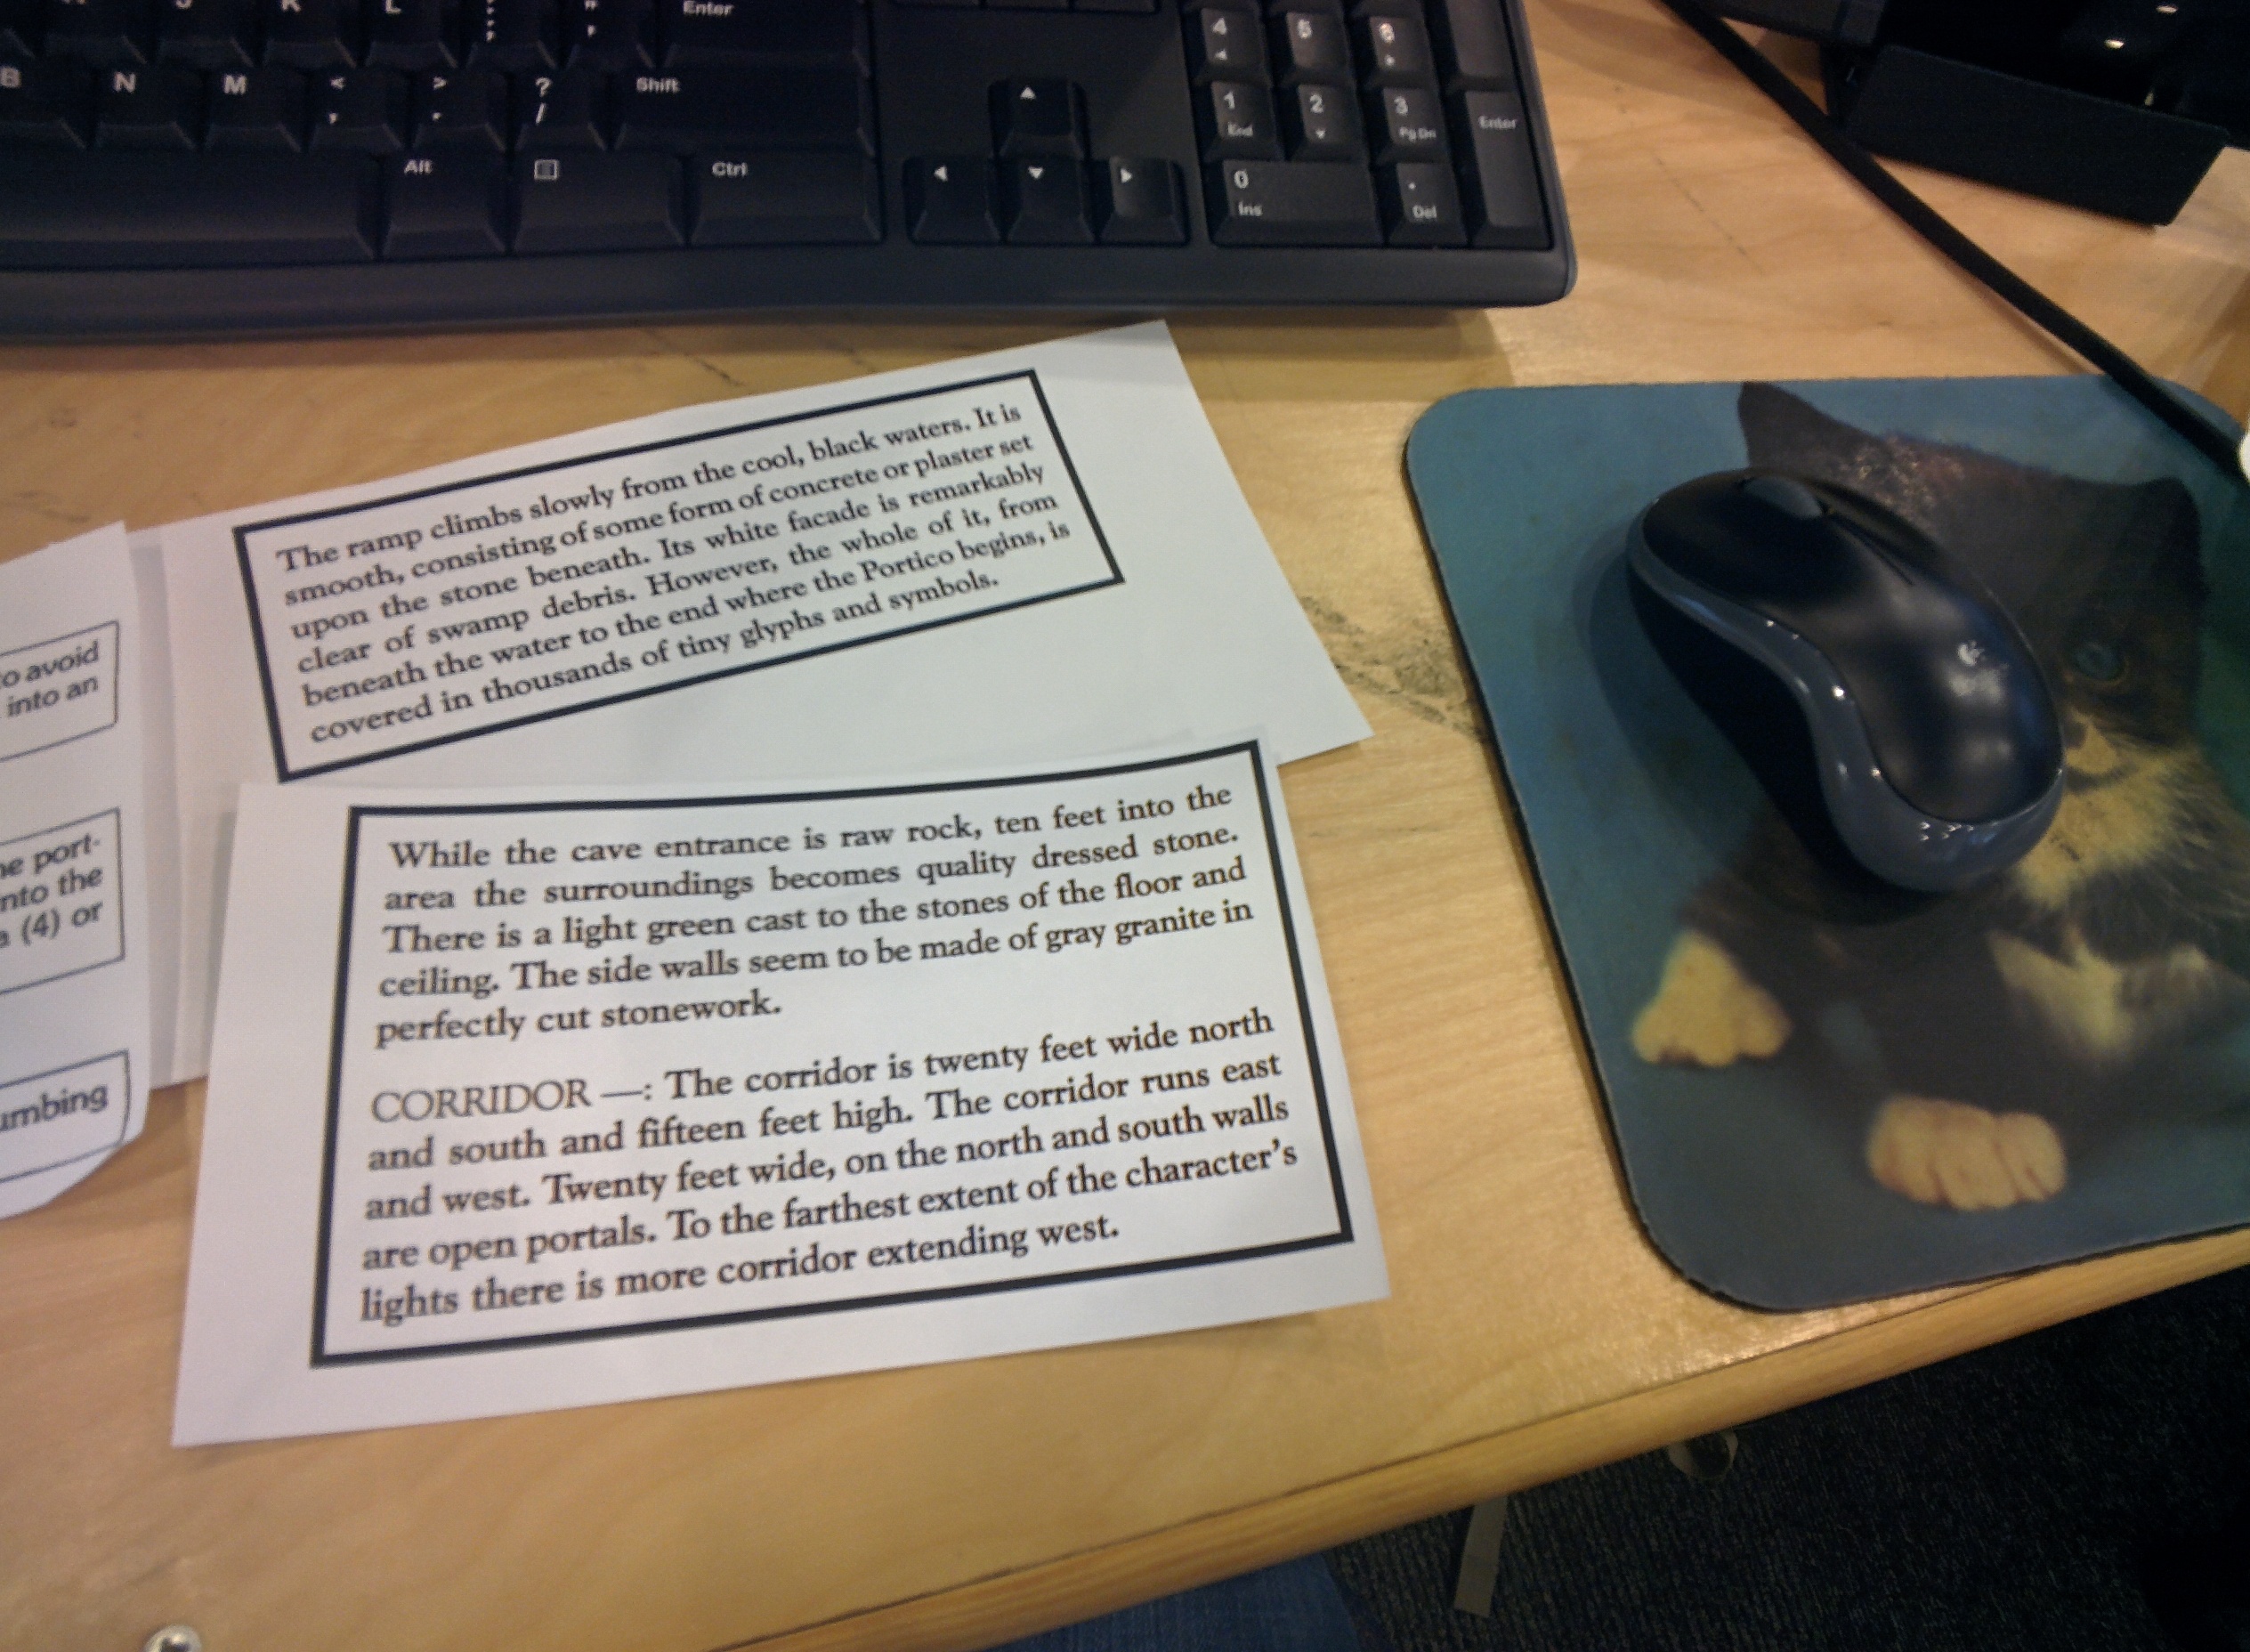 J K L : ; " ' Enter
B N M < , > . ? / Shift
Alt Ctrl
4 5 6
1 End 2 3 Pg Dn Enter
0 Ins . Del
The ramp climbs slowly from the cool, black waters. It is
smooth, consisting of some form of concrete or plaster set
upon the stone beneath. Its white facade is remarkably
clear of swamp debris. However, the whole of it, from
beneath the water to the end where the Portico begins, is
covered in thousands of tiny glyphs and symbols.
o avoid
into an
port-
into the
(4) or
umbing
While the cave entrance is raw rock, ten feet into the
area the surroundings becomes quality dressed stone.
There is a light green cast to the stones of the floor and
ceiling. The side walls seem to be made of gray granite in
perfectly cut stonework.
CORRIDOR —: The corridor is twenty feet wide north
and south and fifteen feet high. The corridor runs east
and west. Twenty feet wide, on the north and south walls
are open portals. To the farthest extent of the character's
lights there is more corridor extending west.